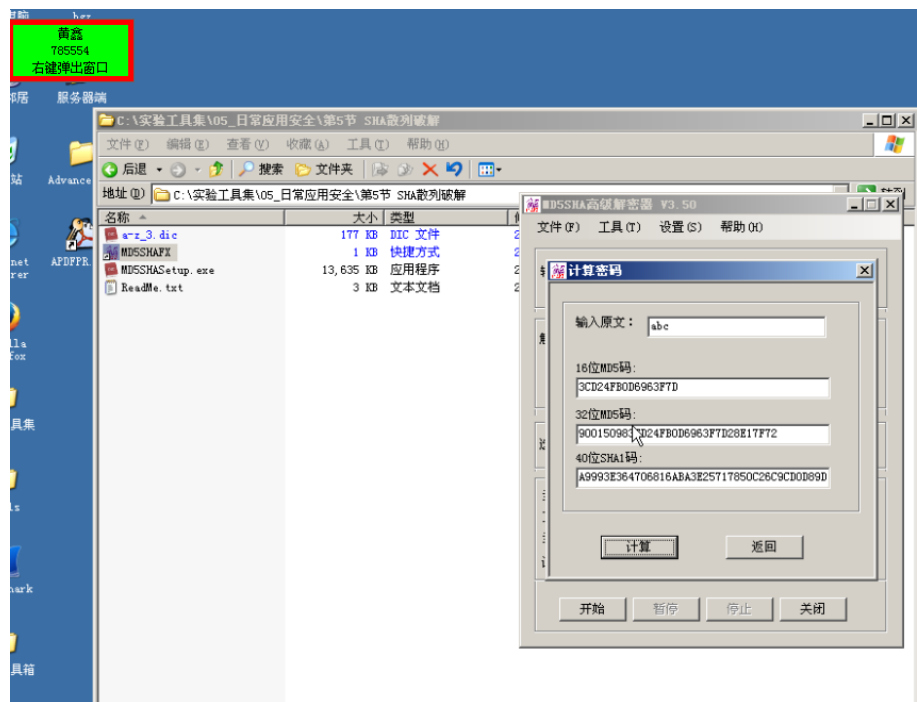 黄鑫
785554
右键弹出窗口
服务器端
C:\实验工具集\05_日常应用安全\第5节 SHA散列破解
文件(F) 编辑(E) 查看(V) 收藏(A) 工具(T) 帮助(H)
后退 搜索 文件夹
地址(D) C:\实验工具集\05_日常应用安全\第5节 SHA散列破解
名称 大小 类型
a-z_3.dic 177 KB DIC 文件
MD5SHAFX 1 KB 快捷方式
MD5SHASetup.exe 13,635 KB 应用程序
ReadMe.txt 3 KB 文本文档
Advance
APDFPR
具集
具箱
MD5SHA高级解密器 V3.50
文件(F) 工具(T) 设置(S) 帮助(H)
计算密码
输入原文： abc
16位MD5码:
3CD24FB0D6963F7D
32位MD5码:
900150983CD24FB0D6963F7D28E17F72
40位SHA1码:
A9993E364706816ABA3E25717850C26C9CD0D89D
计算 返回
开始 暂停 停止 关闭